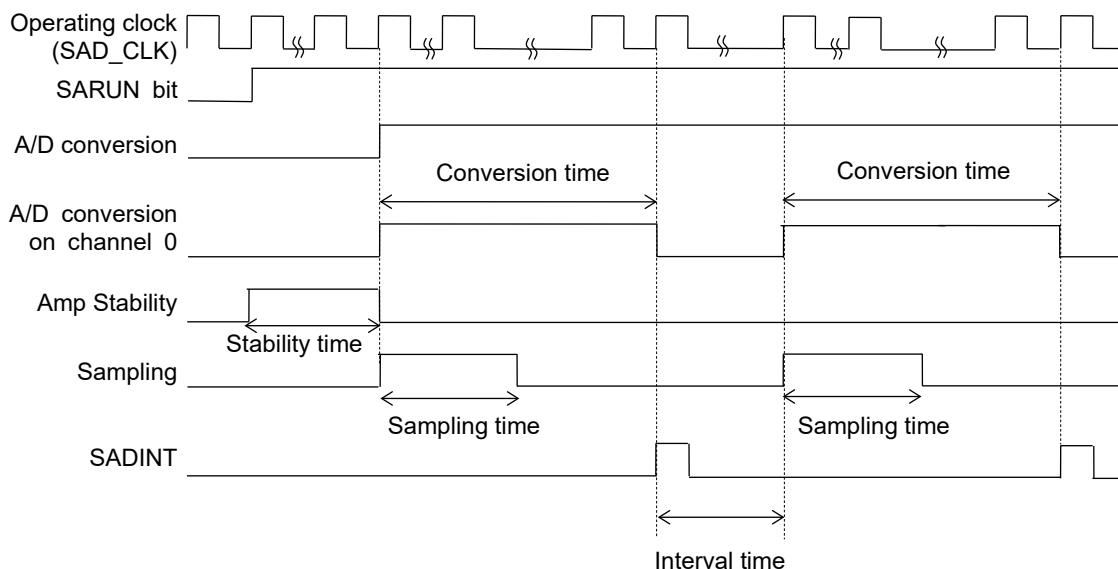 Operating clock
(SAD_CLK)
SARUN bit
A/D conversion
Conversion time
Conversion time
A/D conversion
on channel 0
Amp Stability
Stability time
Sampling
Sampling time
Sampling time
SADINT
Interval time